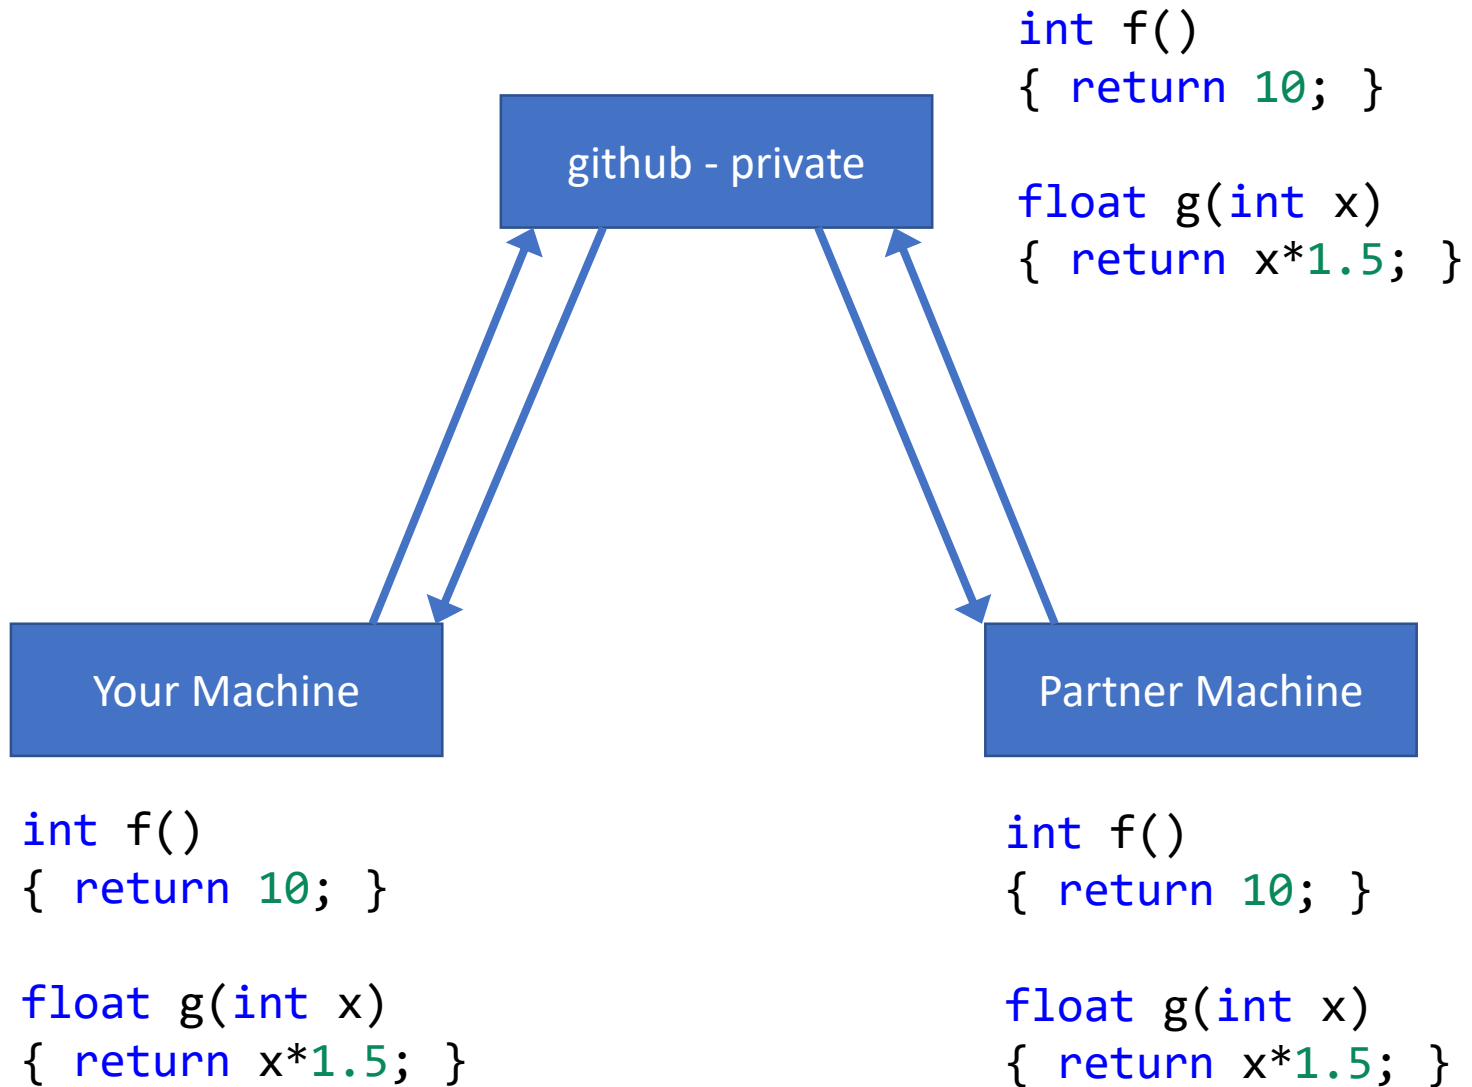 int f()
{ return 10; }
float g(int x)
{ return x*1.5; }
github - private
Your Machine
Partner Machine
int f()
{ return 10; }
float g(int x)
{ return x*1.5; }
int f()
{ return 10; }
float g(int x)
{ return x*1.5; }